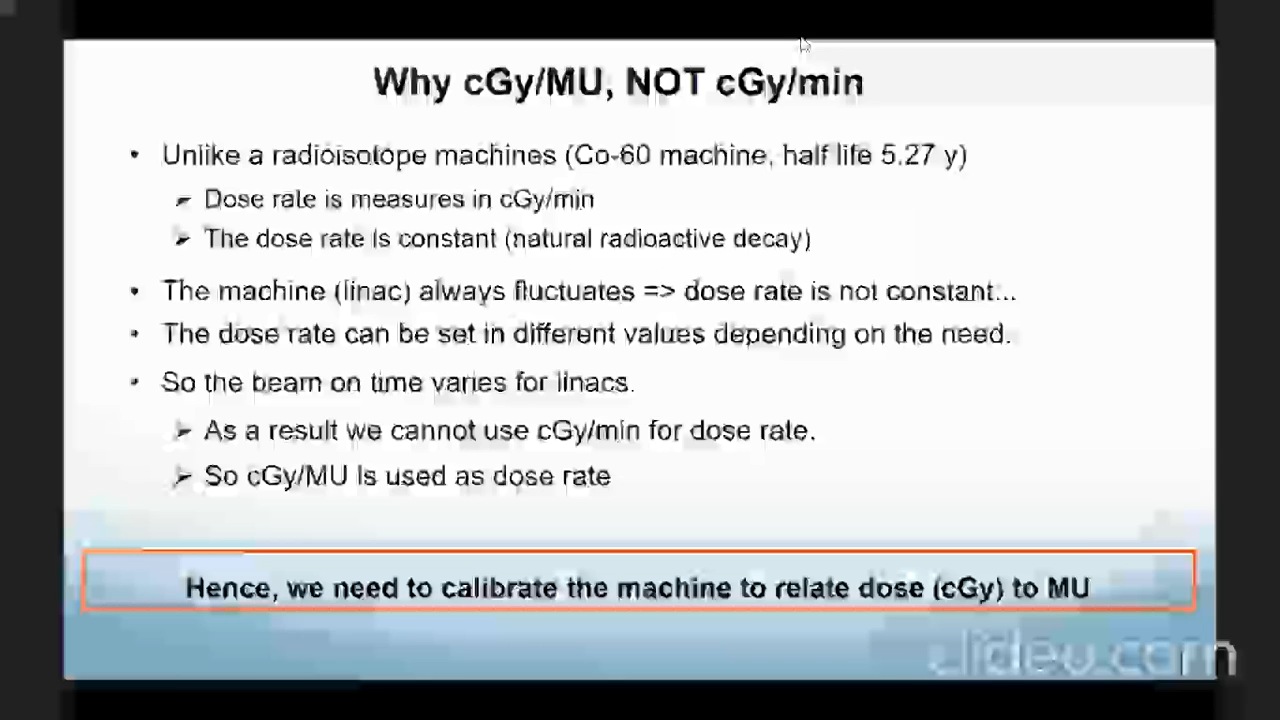 Why cGy/MU, NOT cGy/min
• Unlike a radioisotope machines (Co-60 machine, half life 5.27 y)
➢ Dose rate is measures in cGy/min
➢ The dose rate is constant (natural radioactive decay)
• The machine (linac) always fluctuates => dose rate is not constant...
• The dose rate can be set in different values depending on the need.
• So the beam on time varies for linacs.
➢ As a result we cannot use cGy/min for dose rate.
➢ So cGy/MU Is used as dose rate
Hence, we need to calibrate the machine to relate dose (cGy) to MU
clideo.com